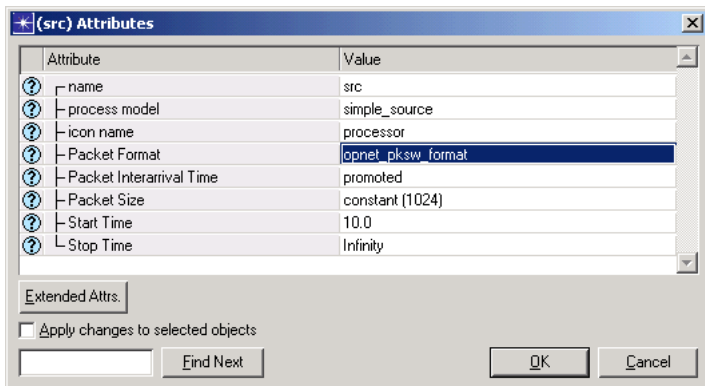 (src) Attributes
Attribute Value
? name src
? process model simple_source
? icon name processor
? Packet Format opnet_pksw_format
? Packet Interarrival Time promoted
? Packet Size constant (1024)
? Start Time 10.0
? Stop Time Infinity
Extended Attrs.
Apply changes to selected objects
Find Next OK Cancel